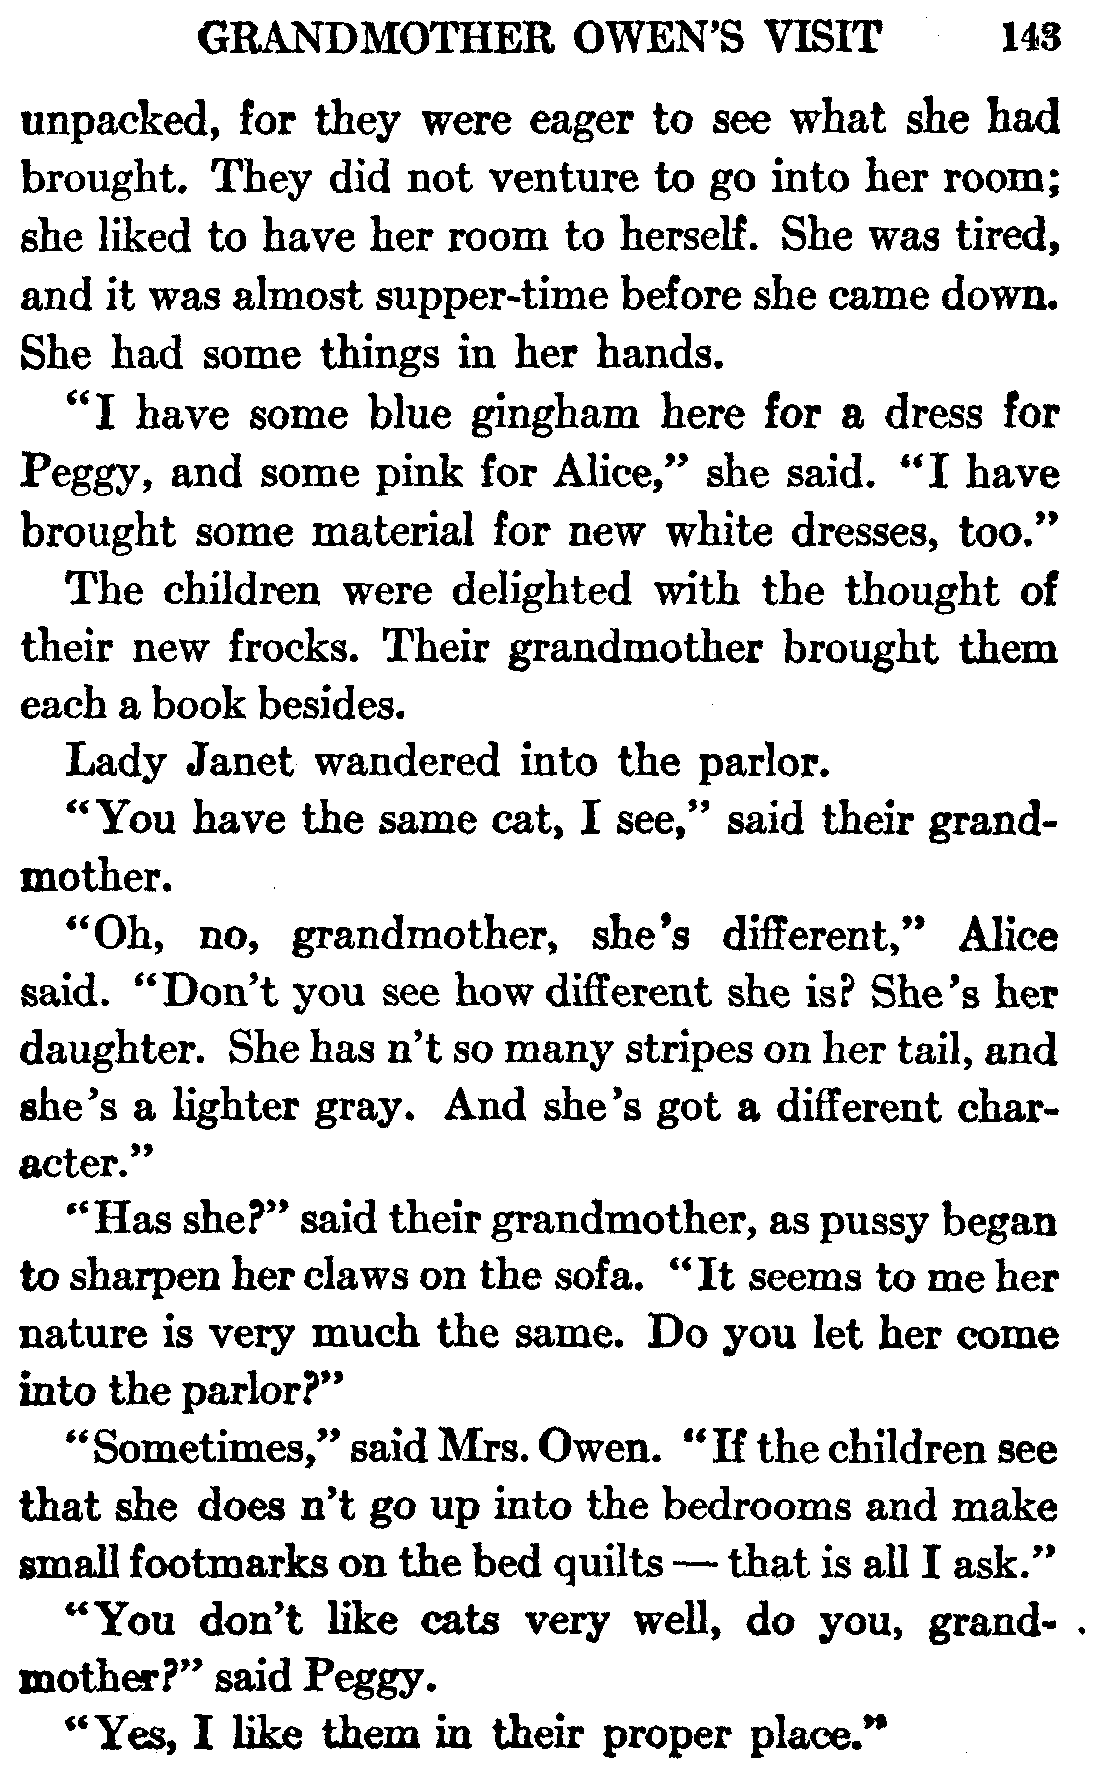 GRANDMOTHER OWEN'S VISIT 143
unpacked, for they were eager to see what she had
brought. They did not venture to go into her room;
she liked to have her room to herself. She was tired,
and it was almost supper-time before she came down.
She had some things in her hands.
"I have some blue gingham here for a dress for
Peggy, and some pink for Alice," she said. "I have
brought some material for new white dresses, too."
The children were delighted with the thought of
their new frocks. Their grandmother brought them
each a book besides.
Lady Janet wandered into the parlor.
"You have the same cat, I see," said their grand-
mother.
"Oh, no, grandmother, she's different," Alice
said. "Don't you see how different she is? She's her
daughter. She has n't so many stripes on her tail, and
she's a lighter gray. And she's got a different char-
acter."
"Has she?" said their grandmother, as pussy began
to sharpen her claws on the sofa. "It seems to me her
nature is very much the same. Do you let her come
into the parlor?"
"Sometimes," said Mrs. Owen. "If the children see
that she does n't go up into the bedrooms and make
small footmarks on the bed quilts — that is all I ask."
"You don't like cats very well, do you, grand-
mother?" said Peggy.
"Yes, I like them in their proper place."